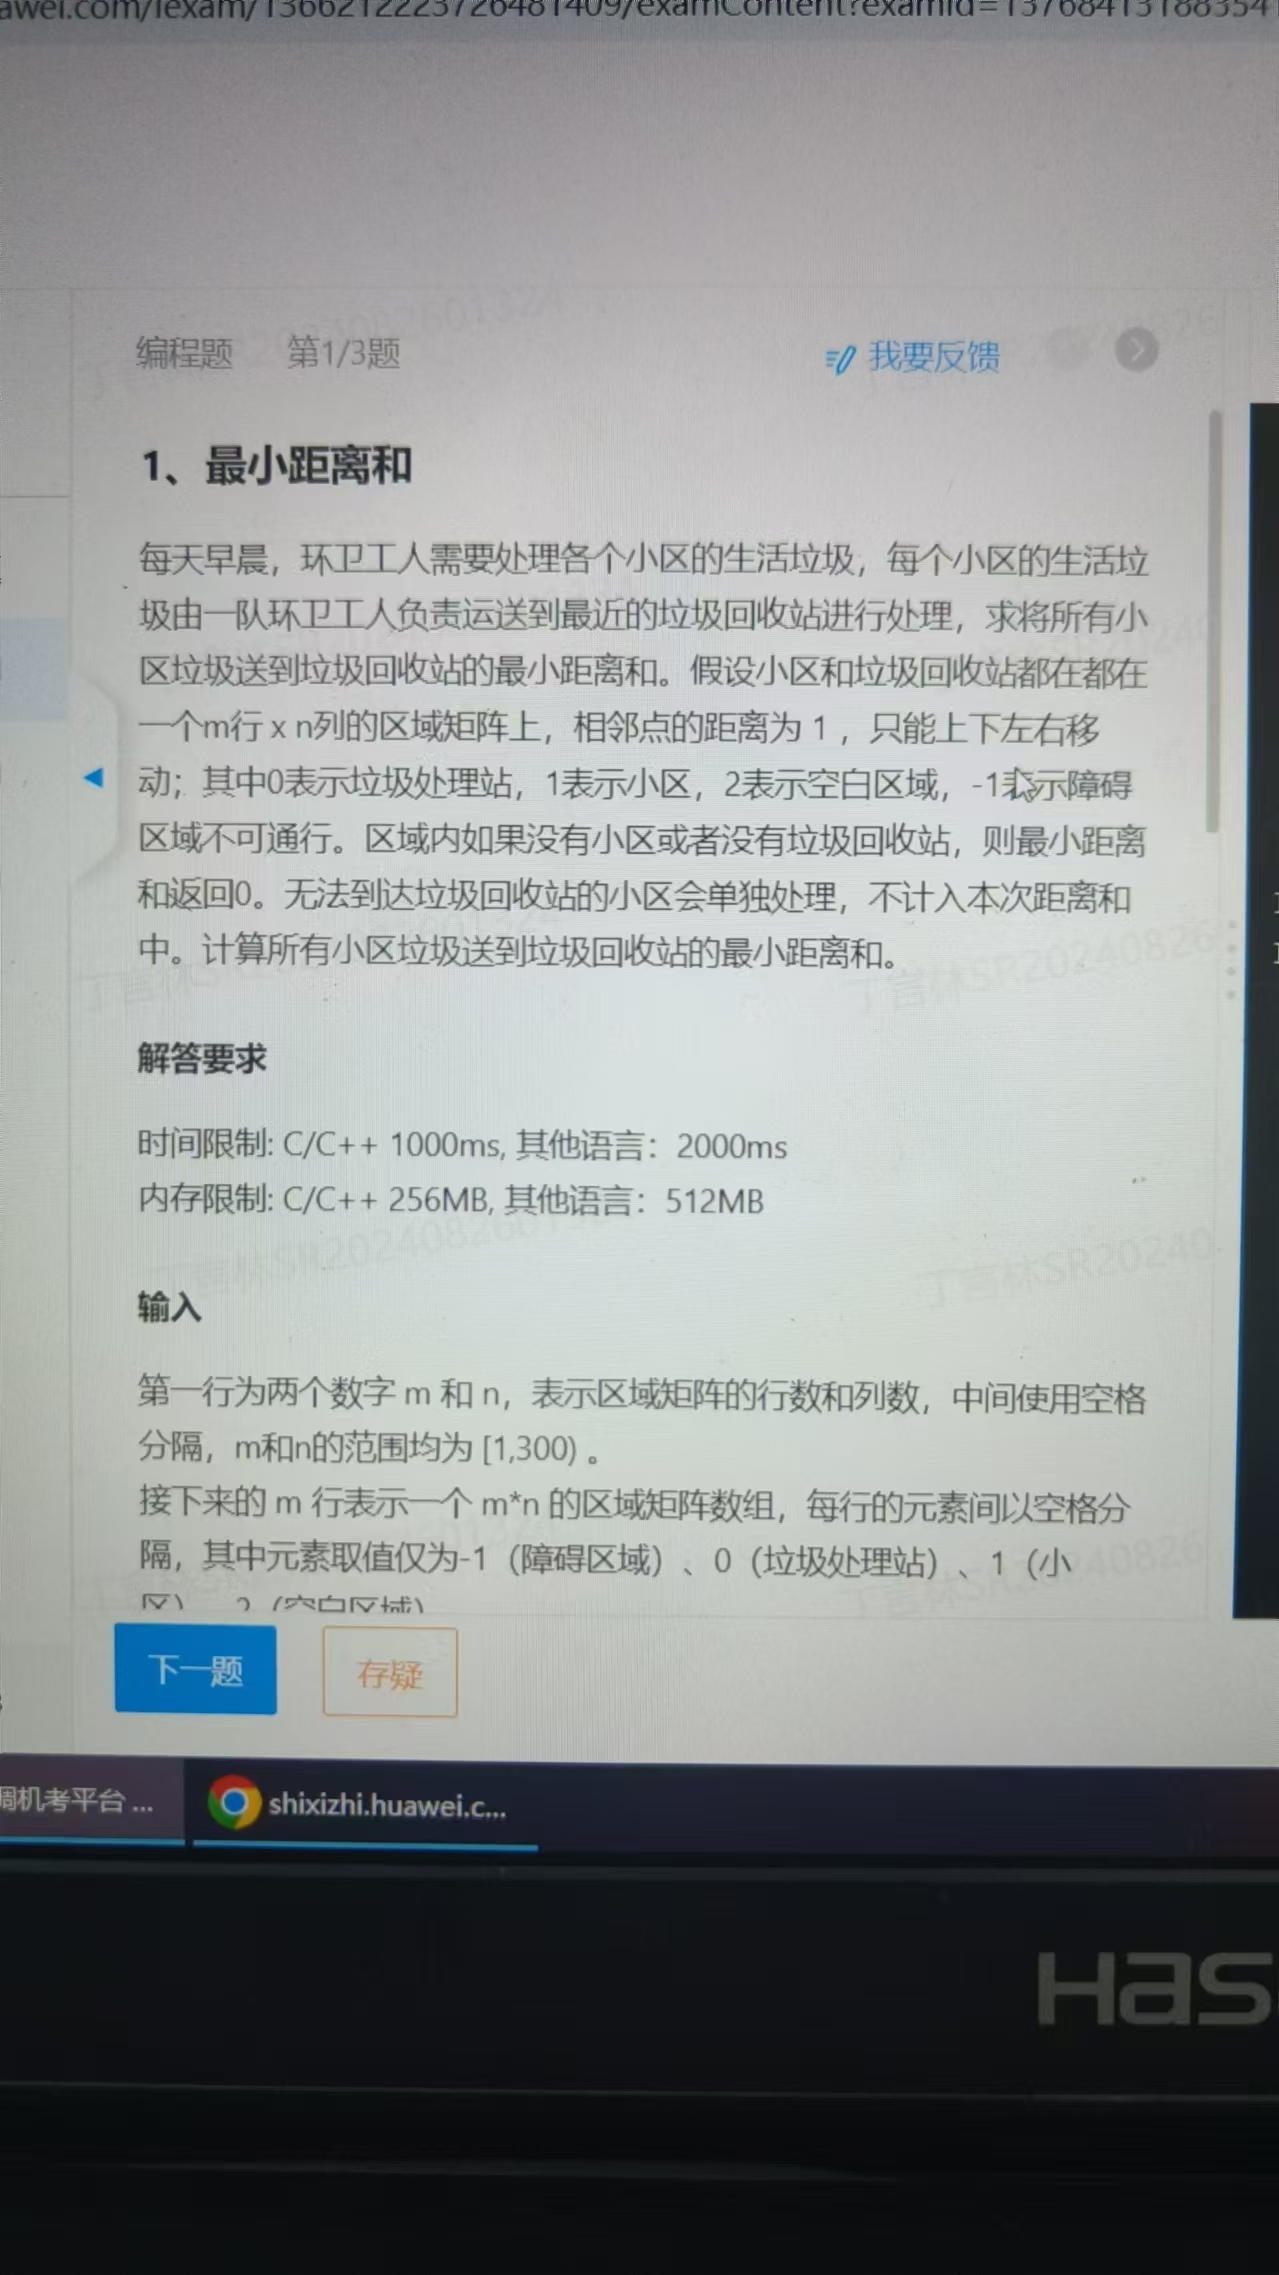 awei.com/iexam/1366212223726481409/examContent?examId=1376841318835​4
编程题 第1/3题 我要反馈
1、最小距离和
每天早晨，环卫工人需要处理各个小区的生活垃圾，每个小区的生活垃
圾由一队环卫工人负责运送到最近的垃圾回收站进行处理，求将所有小
区垃圾送到垃圾回收站的最小距离和。假设小区和垃圾回收站都在都在
一个m行 x n列的区域矩阵上，相邻点的距离为 1 ，只能上下左右移
动；其中0表示垃圾处理站，1表示小区，2表示空白区域，-1表示障碍
区域不可通行。区域内如果没有小区或者没有垃圾回收站，则最小距离
和返回0。无法到达垃圾回收站的小区会单独处理，不计入本次距离和
中。计算所有小区垃圾送到垃圾回收站的最小距离和。
解答要求
时间限制: C/C++ 1000ms, 其他语言：2000ms
内存限制: C/C++ 256MB, 其他语言：512MB
输入
第一行为两个数字 m 和 n，表示区域矩阵的行数和列数，中间使用空格
分隔，m和n的范围均为 [1,300) 。
接下来的 m 行表示一个 m*n 的区域矩阵数组，每行的元素间以空格分
隔，其中元素取值仅为-1（障碍区域）、0（垃圾处理站）、1（小
区）、2（空白区域）
下一题 存疑
调机考平台 ... shixizhi.huawei.c...
Has